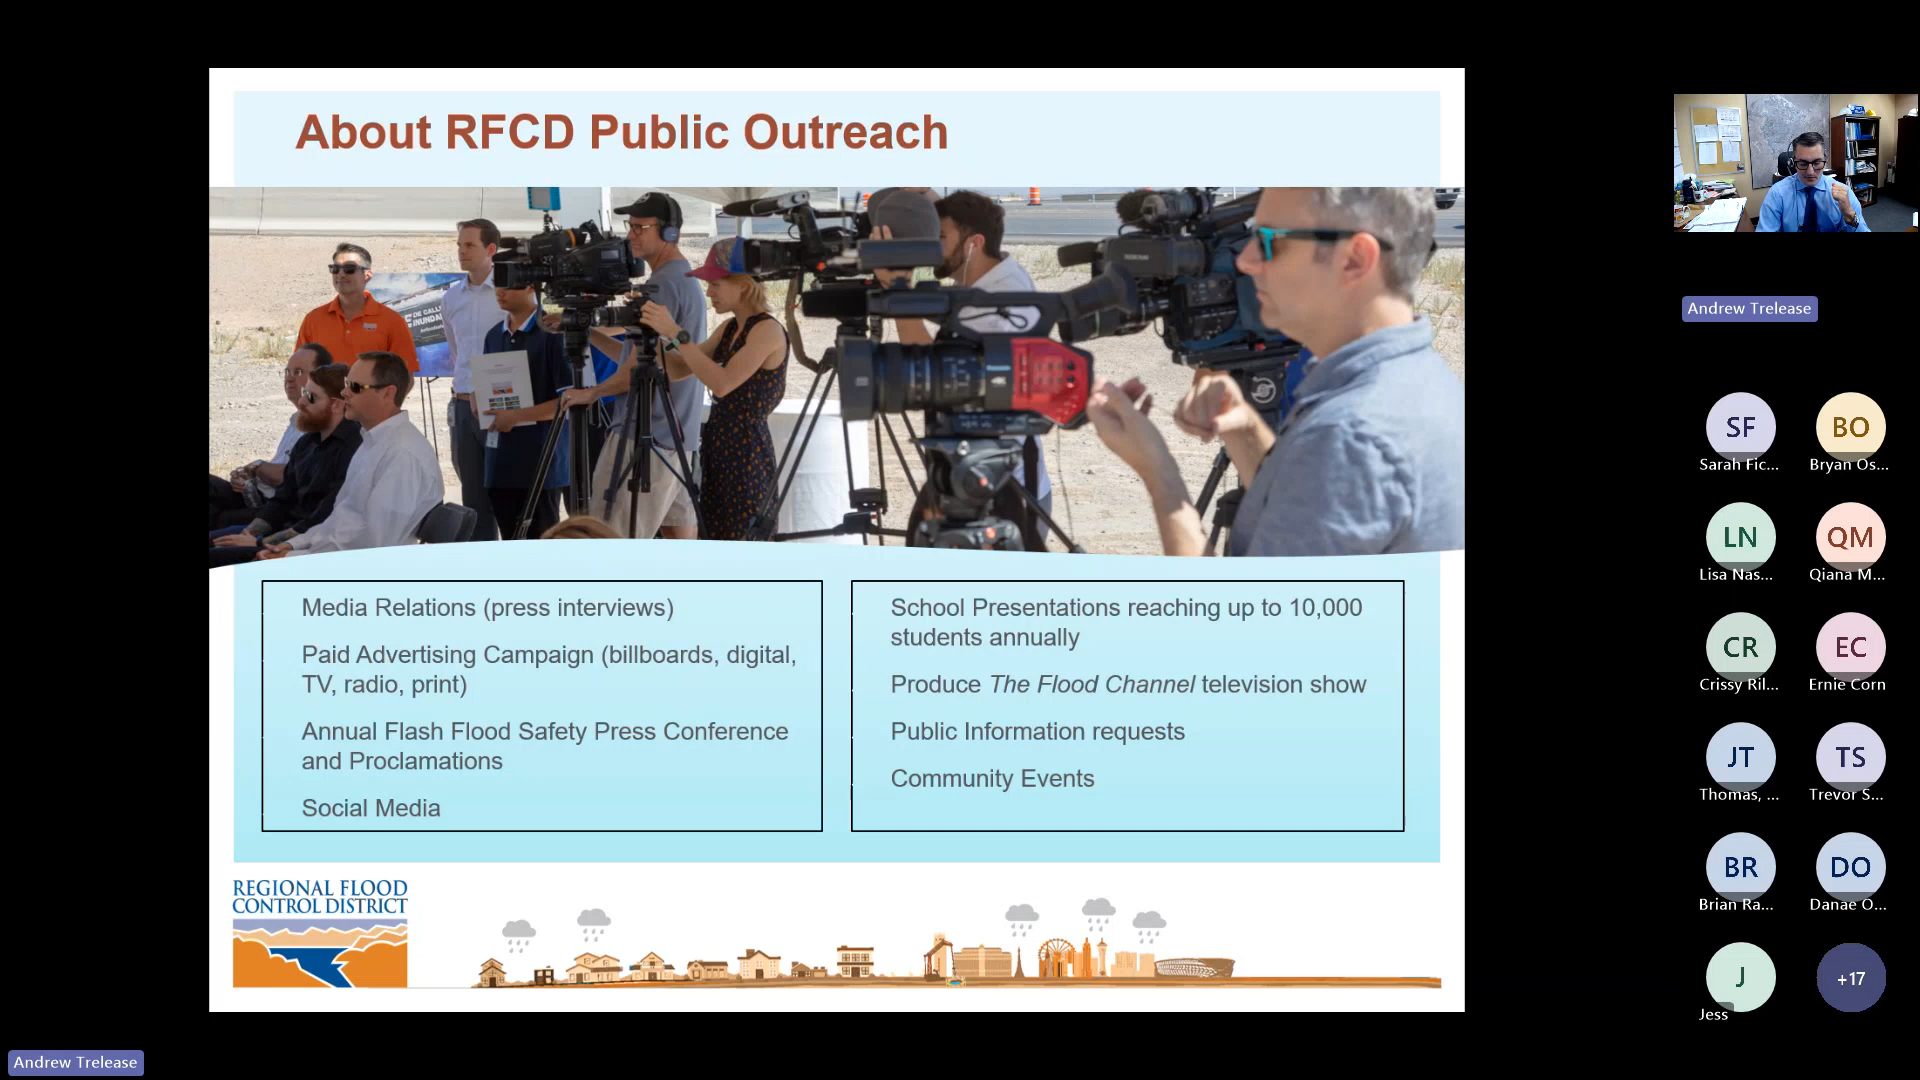 About RFCD Public Outreach
DE CALLE
INUNDA
Media Relations (press interviews)
Paid Advertising Campaign (billboards, digital,
TV, radio, print)
Annual Flash Flood Safety Press Conference
and Proclamations
Social Media
School Presentations reaching up to 10,000
students annually
Produce The Flood Channel television show
Public Information requests
Community Events
REGIONAL FLOOD
CONTROL DISTRICT
Andrew Trelease
SF
Sarah Fic...
BO
Bryan Os...
LN
Lisa Nas...
QM
Qiana M...
CR
Crissy Ril...
EC
Ernie Corn
JT
Thomas, ...
TS
Trevor S...
BR
Brian Ra...
DO
Danae O...
J
Jess
+17
Andrew Trelease